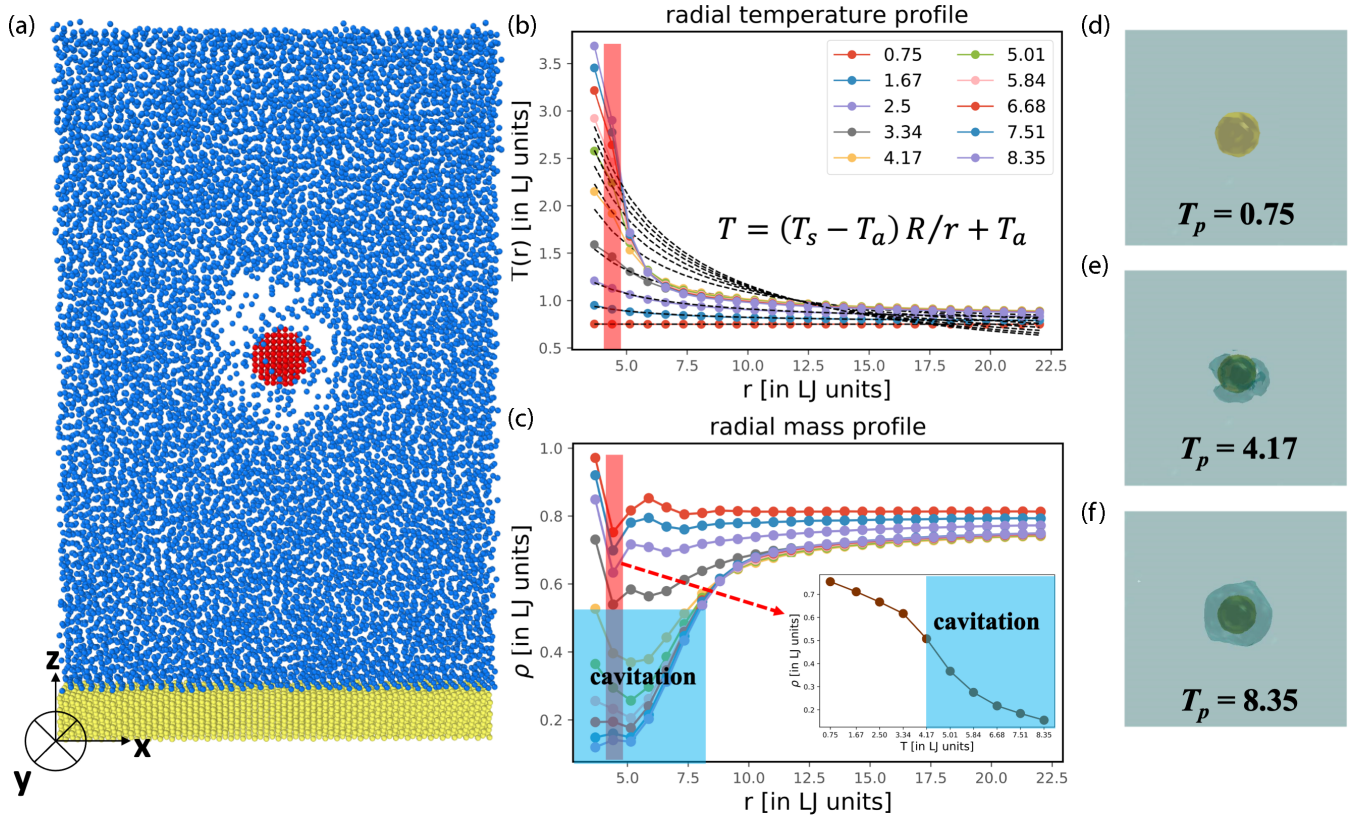 (a)
z
x
y
(b)
radial temperature profile
T(r) [in LJ units]
3.5
3.0
2.5
2.0
1.5
1.0
0.5
0.75
1.67
2.5
3.34
4.17
5.01
5.84
6.68
7.51
8.35
T = (Tₛ − Tₐ) R/r + Tₐ
5.0 7.5 10.0 12.5 15.0 17.5 20.0 22.5
r [in LJ units]
(c)
radial mass profile
ρ [in LJ units]
1.0
0.8
0.6
0.4
0.2
cavitation
5.0 7.5 10.0 12.5 15.0 17.5 20.0 22.5
r [in LJ units]
ρ [in LJ units]
0.7
0.6
0.5
0.4
0.3
0.2
cavitation
0.75 1.67 2.50 3.34 4.17 5.01 5.84 6.68 7.51 8.35
T [in LJ units]
(d)
Tₚ = 0.75
(e)
Tₚ = 4.17
(f)
Tₚ = 8.35